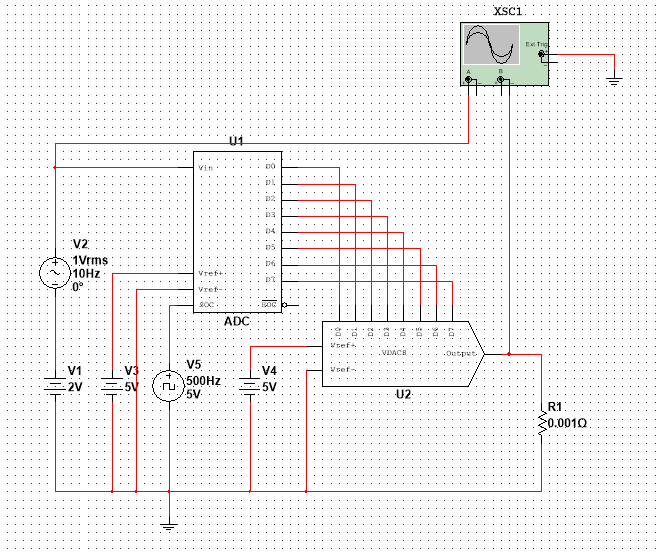 XSC1
Ext Trig
A
B
U1
Vin
D0
D1
D2
D3
D4
D5
D6
D7
Vref+
Vref-
SOC
EOC
ADC
V2
1Vrms
10Hz
0°
V1
2V
V3
5V
V5
500Hz
5V
V4
5V
D0
D1
D2
D3
D4
D5
D6
D7
Vref+
Vref-
VDAC8
Output
U2
R1
0.001Ω